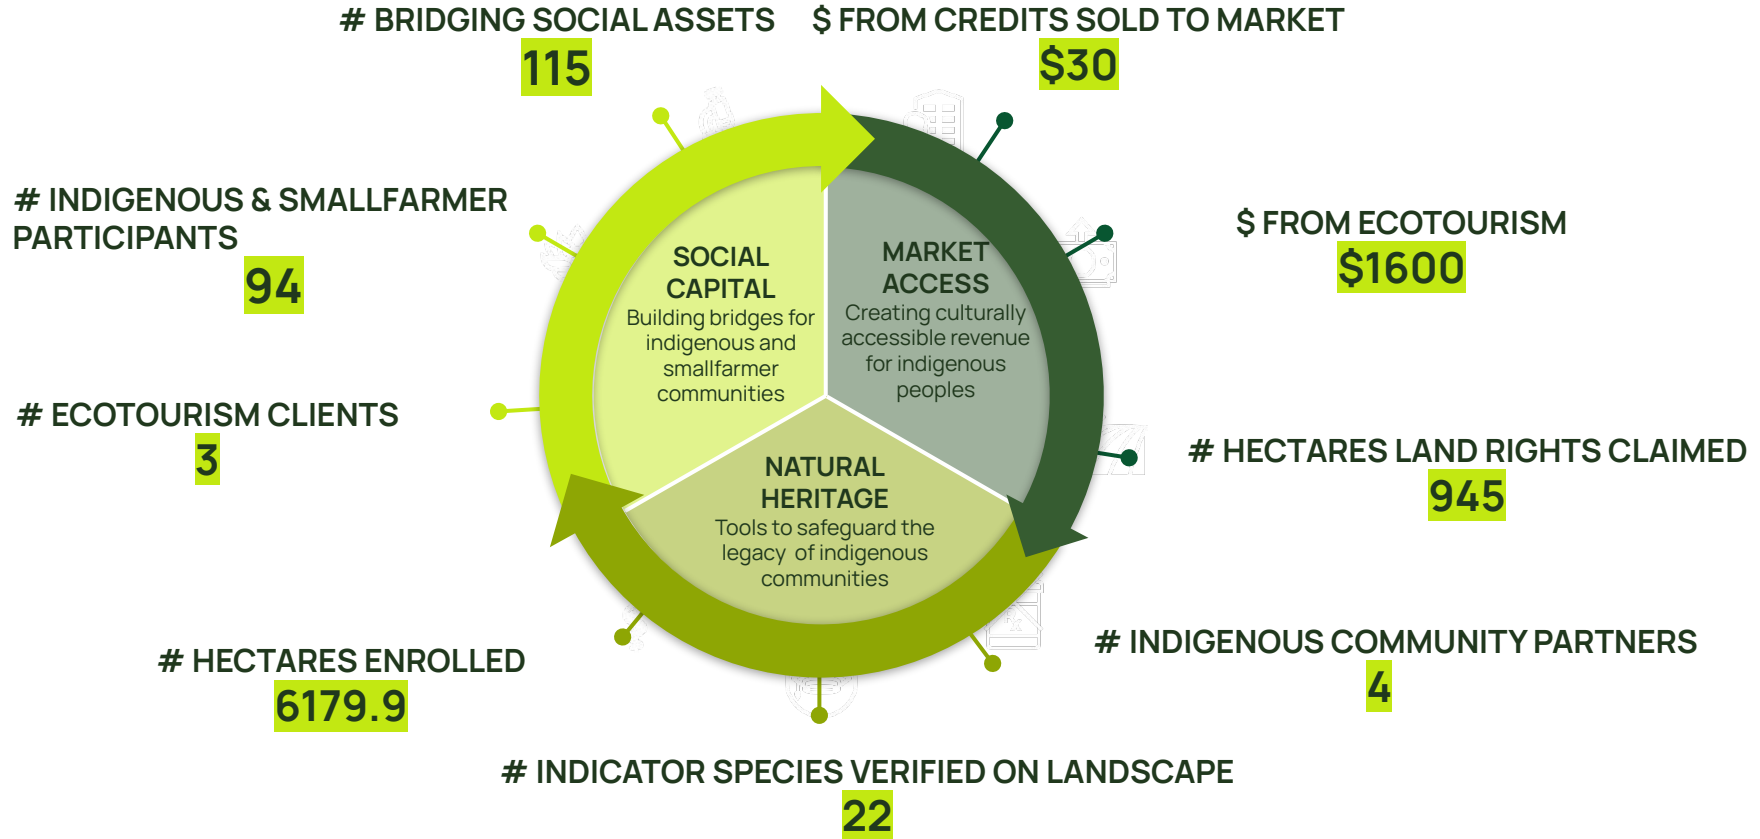 # BRIDGING SOCIAL ASSETS
115
$ FROM CREDITS SOLD TO MARKET
$30
# INDIGENOUS & SMALLFARMER
PARTICIPANTS
94
$ FROM ECOTOURISM
$1600
SOCIAL
CAPITAL
Building bridges for
indigenous and
smallfarmer
communities
MARKET
ACCESS
Creating culturally
accessible revenue
for indigenous
peoples
# ECOTOURISM CLIENTS
3
# HECTARES LAND RIGHTS CLAIMED
945
NATURAL
HERITAGE
Tools to safeguard the
legacy of indigenous
communities
# HECTARES ENROLLED
6179.9
# INDIGENOUS COMMUNITY PARTNERS
4
# INDICATOR SPECIES VERIFIED ON LANDSCAPE
22